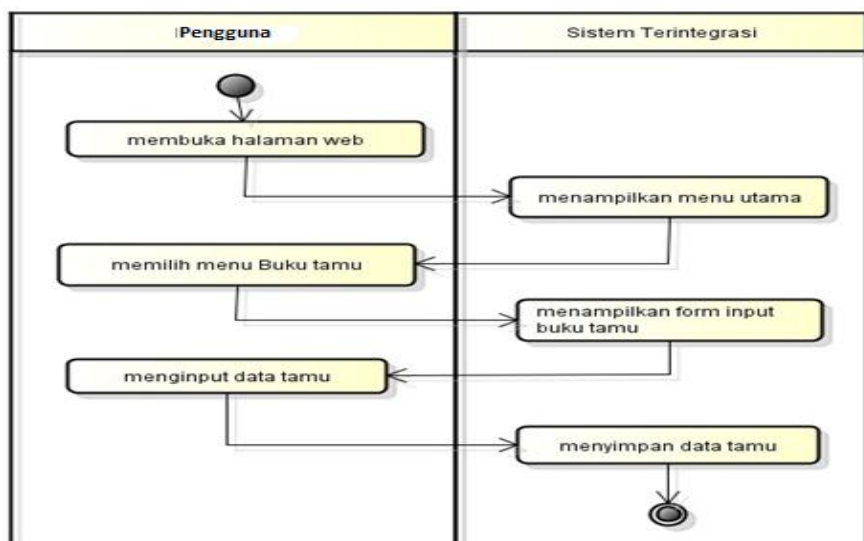 Pengguna
Sistem Terintegrasi
membuka halaman web
menampilkan menu utama
memilih menu Buku tamu
menampilkan form input
buku tamu
menginput data tamu
menyimpan data tamu